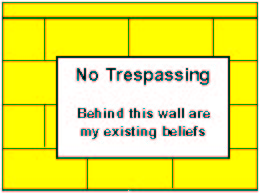 No Trespassing
Behind this wall are
my existing beliefs